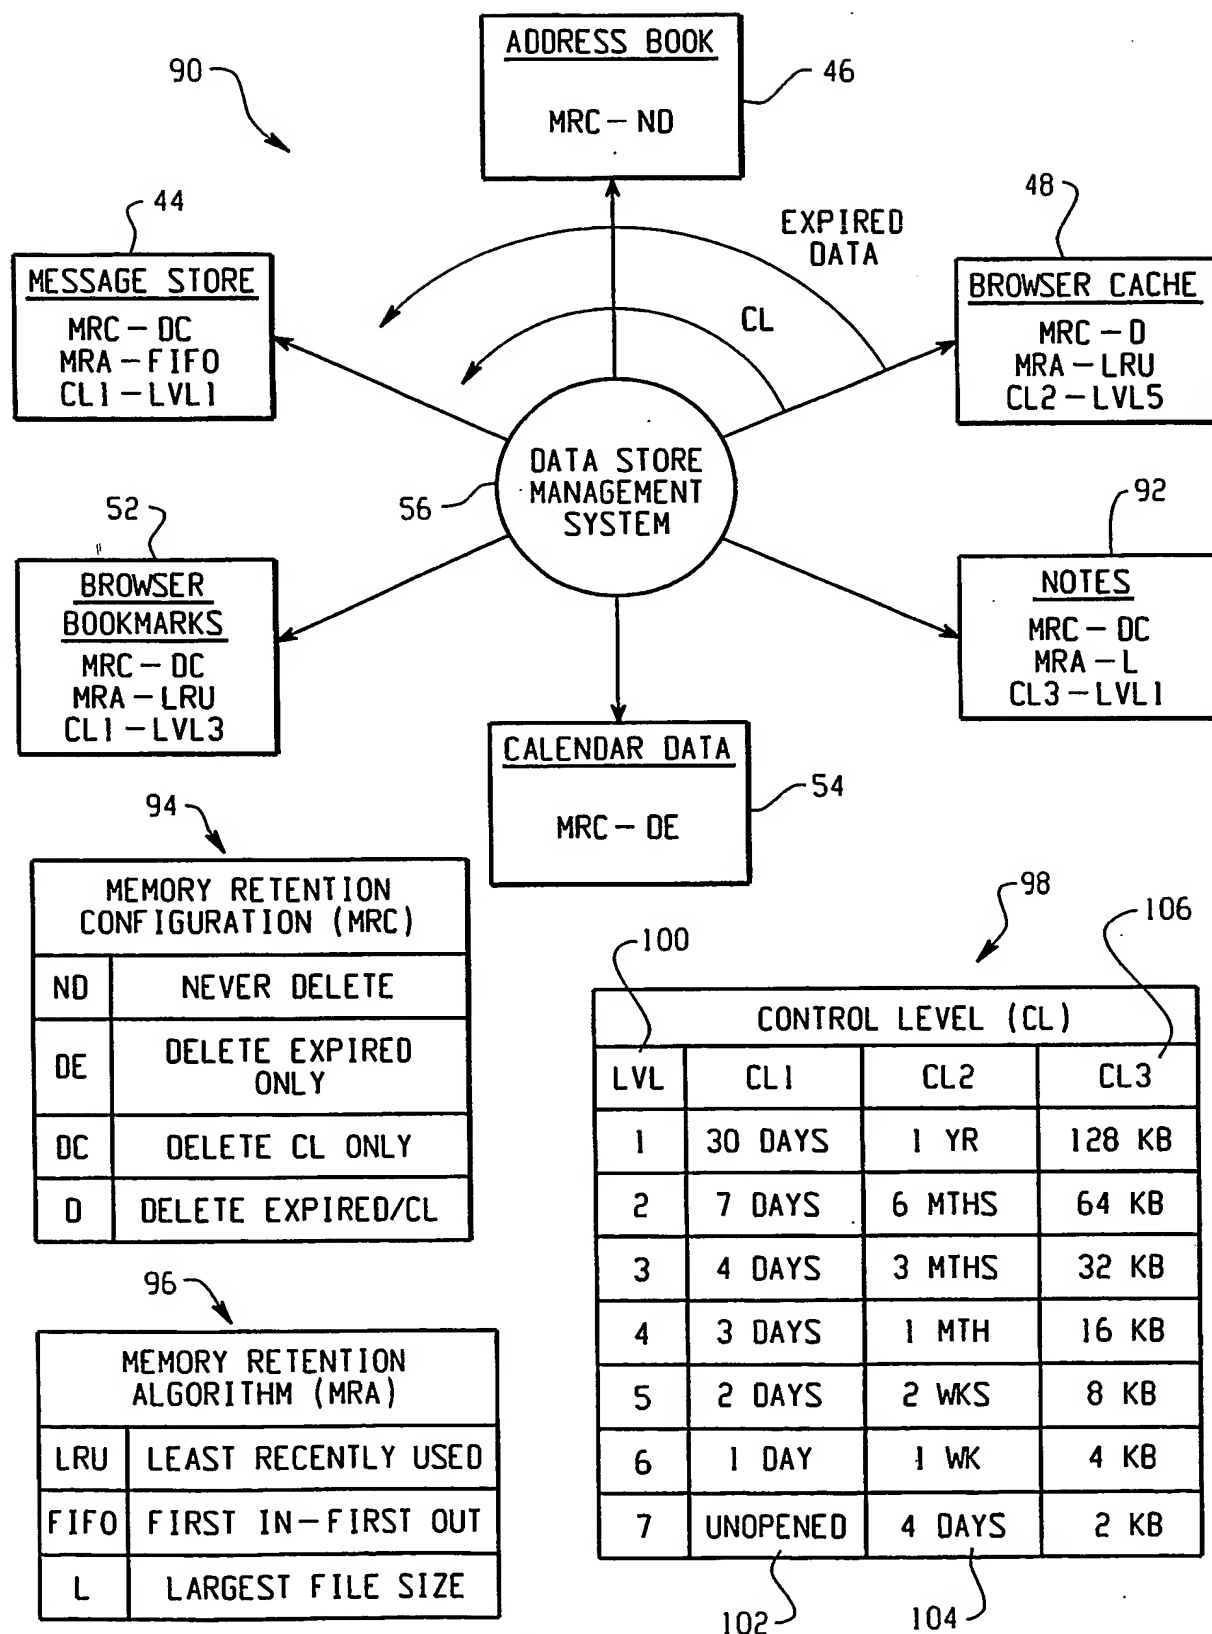 90
ADDRESS BOOK
MRC-ND
46
44
MESSAGE STORE
MRC-DC
MRA-FIFO
CL1-LVL1
EXPIRED
DATA
CL
48
BROWSER CACHE
MRC-D
MRA-LRU
CL2-LVL5
DATA STORE
MANAGEMENT
SYSTEM
56
52
BROWSER
BOOKMARKS
MRC-DC
MRA-LRU
CL1-LVL3
92
NOTES
MRC-DC
MRA-L
CL3-LVL1
CALENDAR DATA
MRC-DE
54
94
MEMORY RETENTION
CONFIGURATION (MRC)
ND NEVER DELETE
DE DELETE EXPIRED
ONLY
DC DELETE CL ONLY
D DELETE EXPIRED/CL
96
MEMORY RETENTION
ALGORITHM (MRA)
LRU LEAST RECENTLY USED
FIFO FIRST IN-FIRST OUT
L LARGEST FILE SIZE
98
100
106
CONTROL LEVEL (CL)
LVL CL1 CL2 CL3
1 30 DAYS 1 YR 128 KB
2 7 DAYS 6 MTHS 64 KB
3 4 DAYS 3 MTHS 32 KB
4 3 DAYS 1 MTH 16 KB
5 2 DAYS 2 WKS 8 KB
6 1 DAY 1 WK 4 KB
7 UNOPENED 4 DAYS 2 KB
102
104